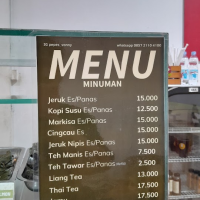 MENU
MINUMAN
Jeruk Es/Panas 15.000
Kopi Susu Es/Panas 12.500
Markisa Es/Panas 15.000
Cingcau Es 15.000
Jeruk Nipis Es/Panas 15.000
Teh Manis Es/Panas 7.500
Teh Tawar Es/Panas 2.500
Liang Tea 13.000
Thai Tea 17.500
17.500